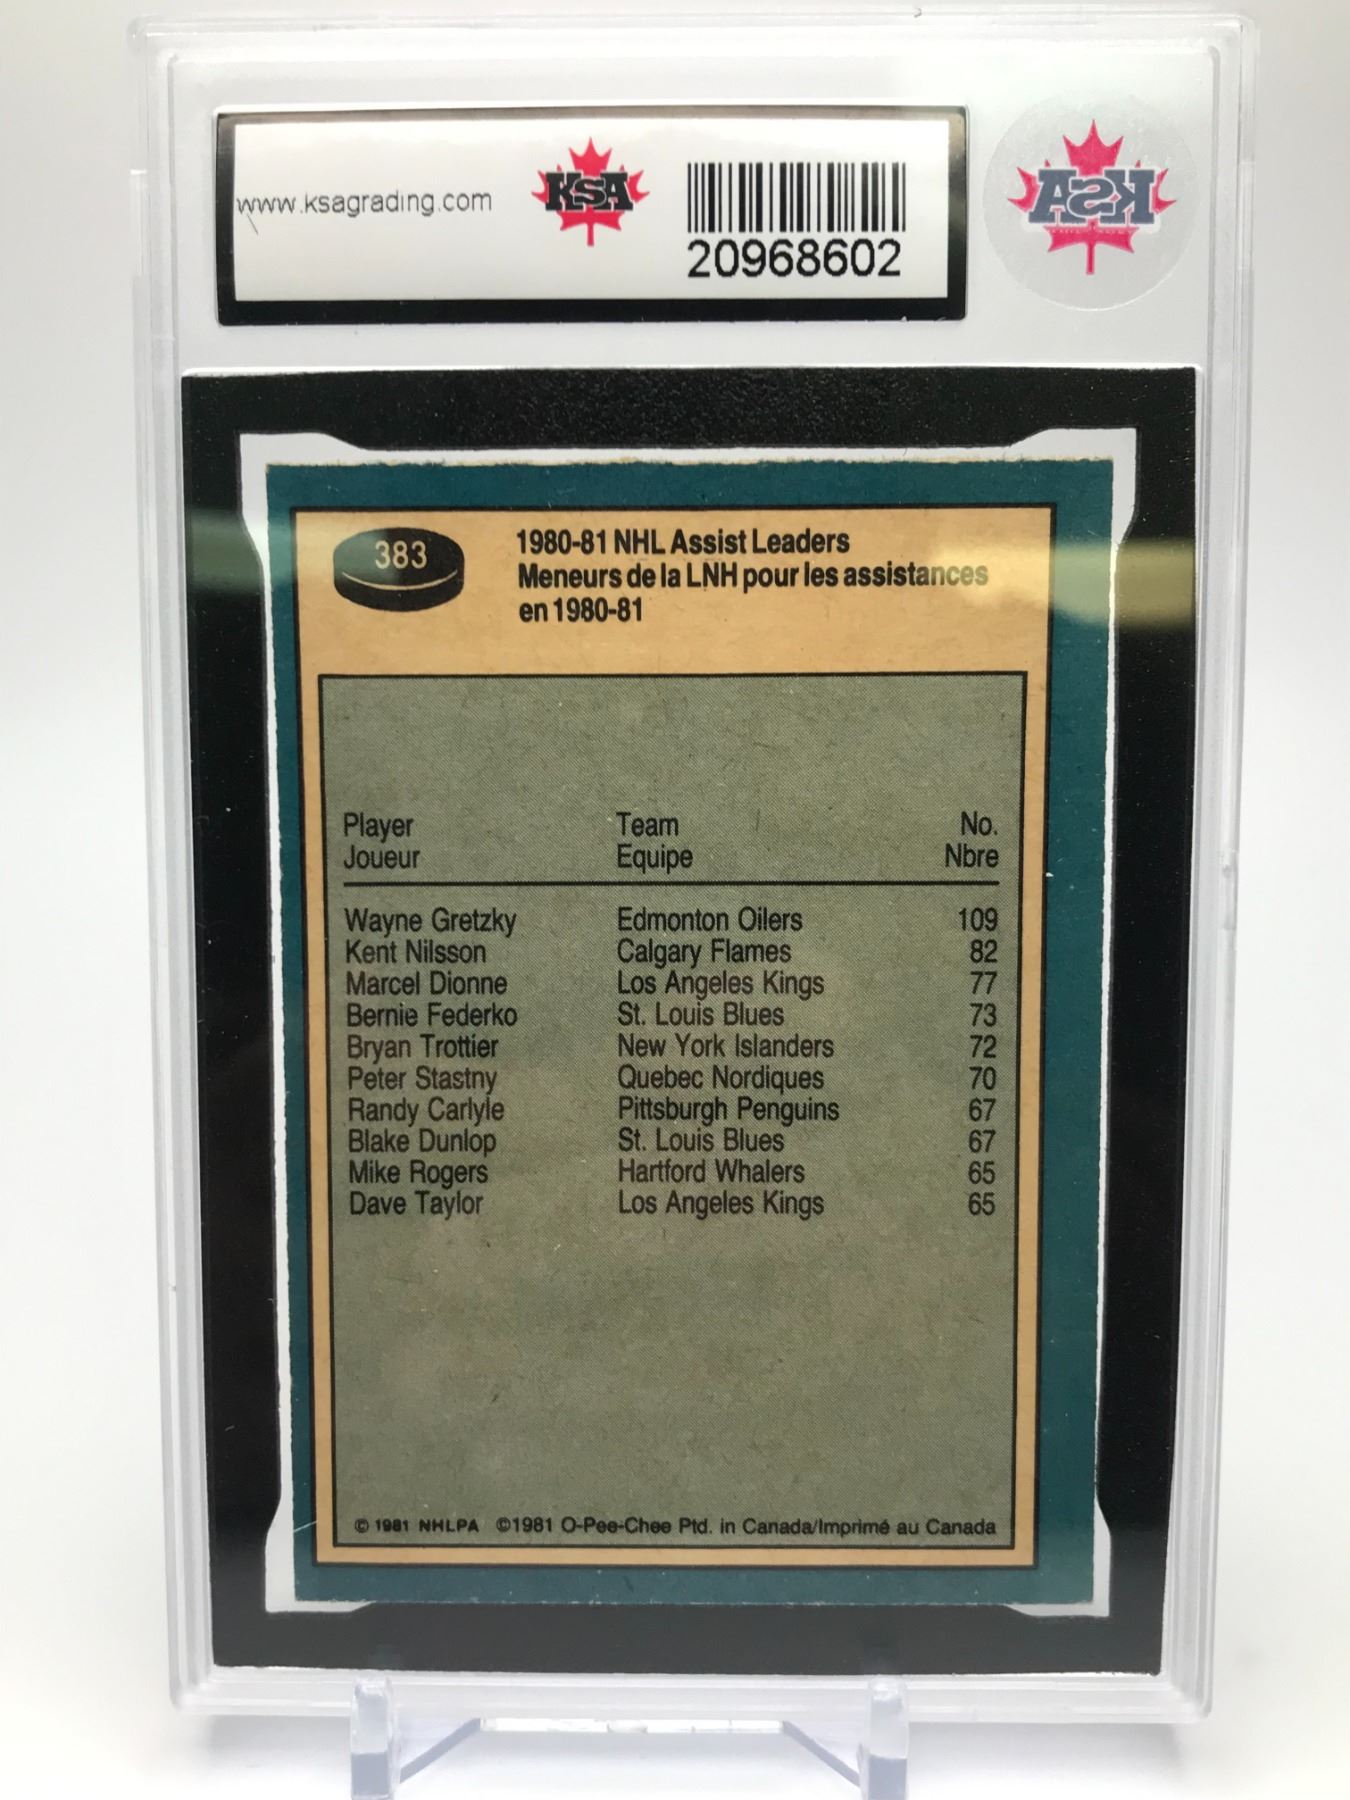 www.ksagrading.com
KSA
20968602
KSA
383
1980-81 NHL Assist Leaders
Meneurs de la LNH pour les assistances
en 1980-81
Player Team No.
Joueur Equipe Nbre
Wayne Gretzky Edmonton Oilers 109
Kent Nilsson Calgary Flames 82
Marcel Dionne Los Angeles Kings 77
Bernie Federko St. Louis Blues 73
Bryan Trottier New York Islanders 72
Peter Stastny Quebec Nordiques 70
Randy Carlyle Pittsburgh Penguins 67
Blake Dunlop St. Louis Blues 67
Mike Rogers Hartford Whalers 65
Dave Taylor Los Angeles Kings 65
© 1981 NHLPA ©1981 O-Pee-Chee Ptd. in Canada/Imprimé au Canada